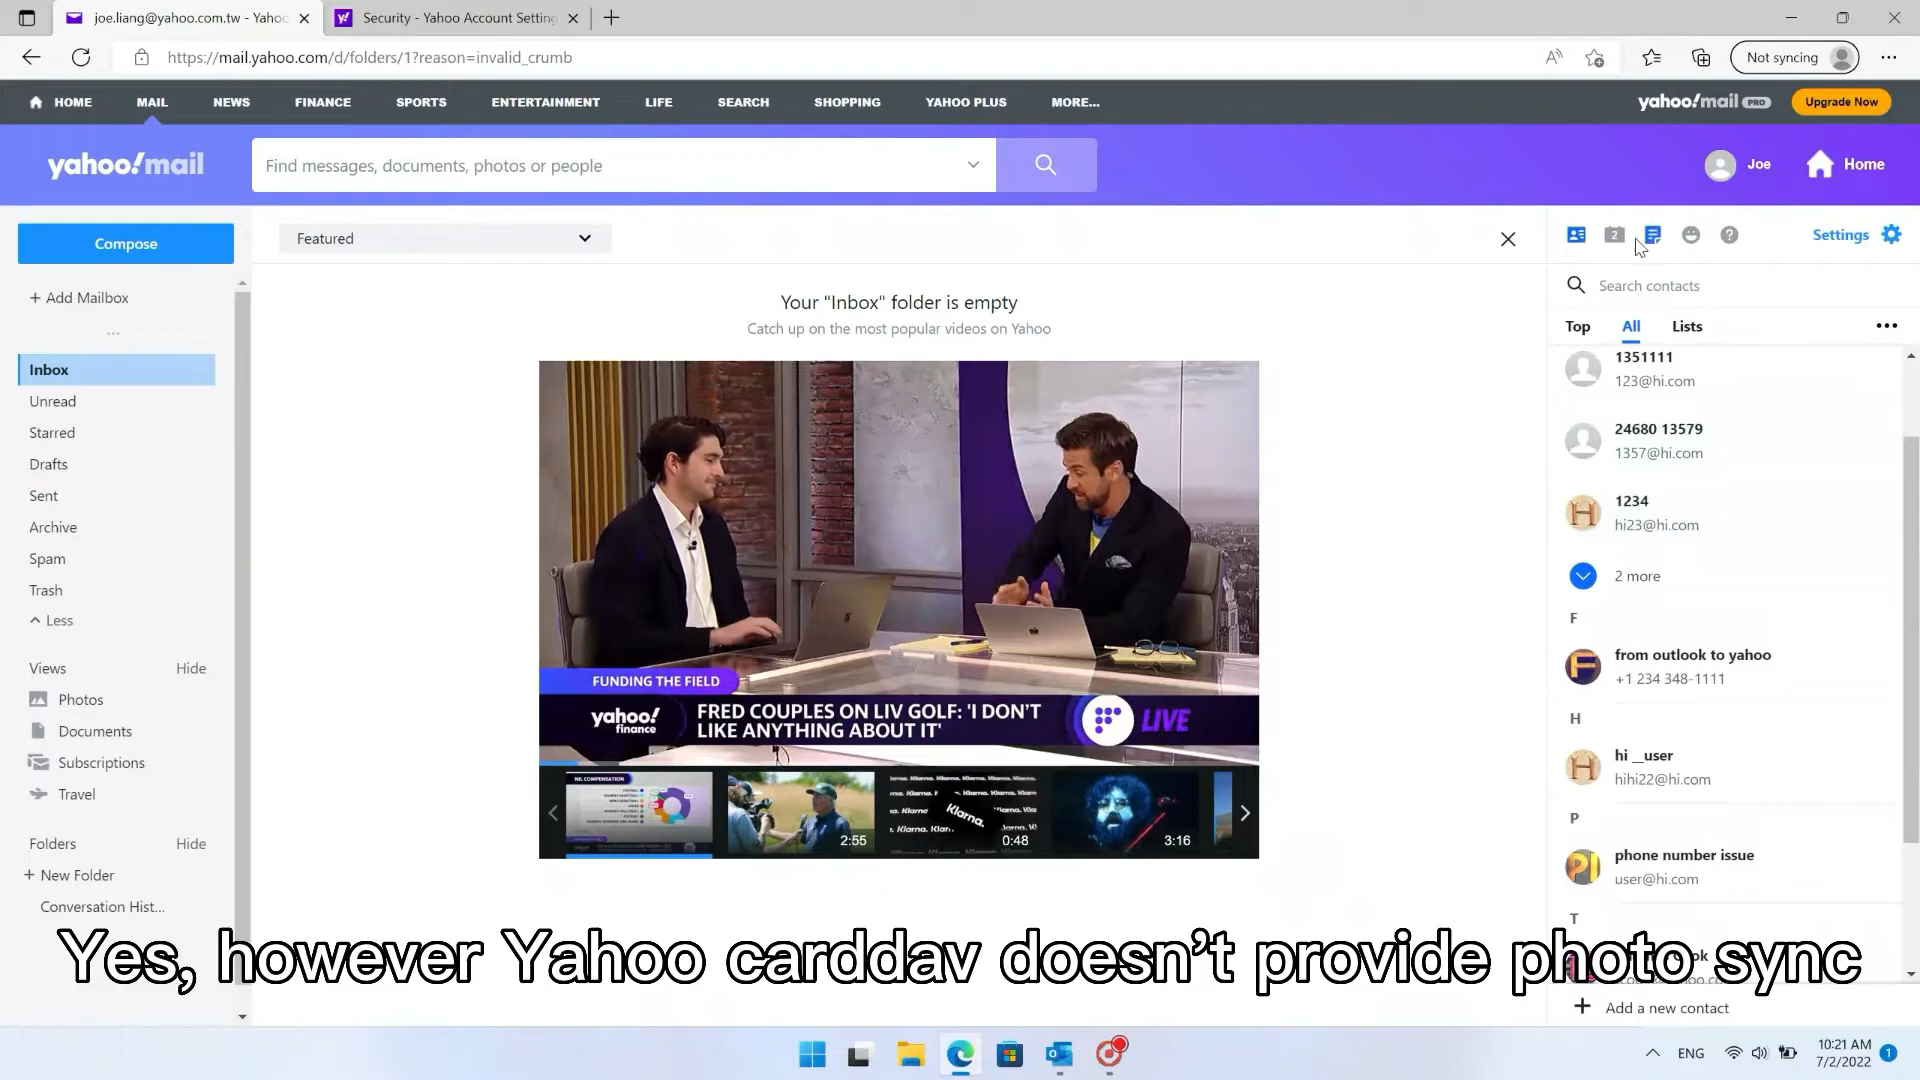 joe.liang@yahoo.com.tw - Yahoo
Security - Yahoo Account Setting
https://mail.yahoo.com/d/folders/1?reason=invalid_crumb
Not syncing
HOME
MAIL
NEWS
FINANCE
SPORTS
ENTERTAINMENT
LIFE
SEARCH
SHOPPING
YAHOO PLUS
MORE...
yahoo!mail PRO
Upgrade Now
yahoo!mail
Find messages, documents, photos or people
Joe
Home
Compose
Featured
2
Settings
+ Add Mailbox
Your "Inbox" folder is empty
Catch up on the most popular videos on Yahoo
Search contacts
Top
All
Lists
Inbox
Unread
Starred
Drafts
Sent
Archive
Spam
Trash
Less
Views
Hide
Photos
Documents
Subscriptions
Travel
Folders
Hide
+ New Folder
Conversation Hist...
FUNDING THE FIELD
yahoo!
finance
FRED COUPLES ON LIV GOLF: 'I DON'T
LIKE ANYTHING ABOUT IT'
LIVE
NIL COMPENSATION
2:55
Klarna.
0:48
3:16
1351111
123@hi.com
24680 13579
1357@hi.com
1234
hi23@hi.com
2 more
F
from outlook to yahoo
+1 234 348-1111
H
hi __user
hihi22@hi.com
P
phone number issue
user@hi.com
T
Add a new contact
Yes, however Yahoo carddav doesn't provide photo sync
ENG
10:21 AM
7/2/2022
1